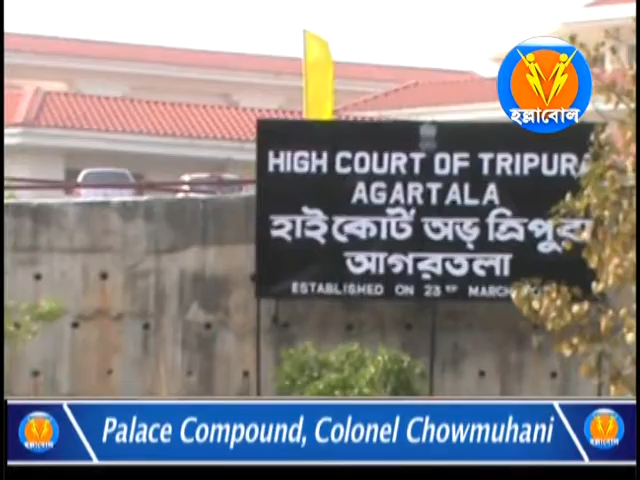 হল্লাবোল
HIGH COURT OF TRIPURA
AGARTALA
হাইকোর্ট অভ্ ত্রিপুরা
আগরতলা
ESTABLISHED ON 23RD MARCH
Palace Compound, Colonel Chowmuhani